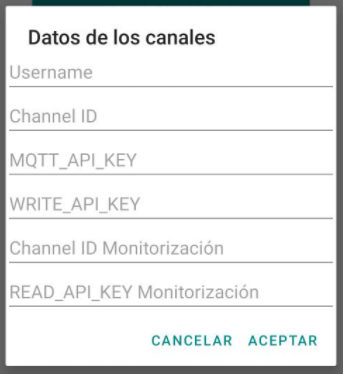 Datos de los canales
Username
Channel ID
MQTT_API_KEY
WRITE_API_KEY
Channel ID Monitorización
READ_API_KEY Monitorización
CANCELAR ACEPTAR